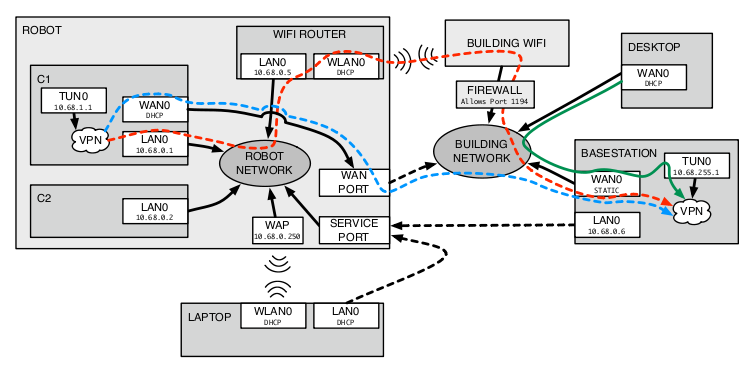 ROBOT
WIFI ROUTER
LAN0
10.68.0.5
WLAN0
DHCP
BUILDING WIFI
DESKTOP
WAN0
DHCP
C1
TUN0
10.68.1.1
VPN
WAN0
DHCP
LAN0
10.68.0.1
FIREWALL
Allows Port 1194
ROBOT
NETWORK
BUILDING
NETWORK
BASESTATION
TUN0
10.68.255.1
WAN0
STATIC
VPN
LAN0
10.68.0.6
WAN
PORT
C2
LAN0
10.68.0.2
WAP
10.68.0.250
SERVICE
PORT
LAPTOP
WLAN0
DHCP
LAN0
DHCP